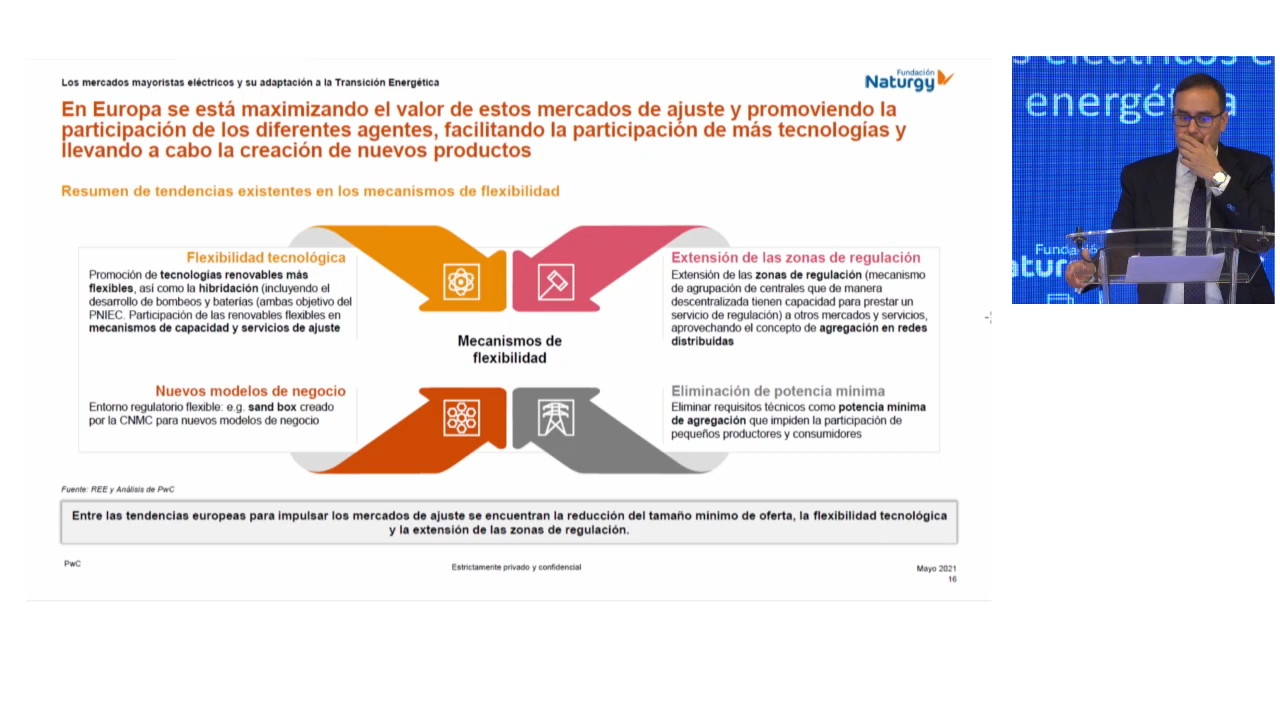 Los mercados mayoristas eléctricos y su adaptación a la Transición Energética
Fundación
Naturgy
En Europa se está maximizando el valor de estos mercados de ajuste y promoviendo la
participación de los diferentes agentes, facilitando la participación de más tecnologías y
llevando a cabo la creación de nuevos productos
Resumen de tendencias existentes en los mecanismos de flexibilidad
Flexibilidad tecnológica
Promoción de tecnologías renovables más
flexibles, así como la hibridación (incluyendo el
desarrollo de bombeos y baterías (ambas objetivo del
PNIEC. Participación de las renovables flexibles en
mecanismos de capacidad y servicios de ajuste
Extensión de las zonas de regulación
Extensión de las zonas de regulación (mecanismo
de agrupación de centrales que de manera
descentralizada tienen capacidad para prestar un
servicio de regulación) a otros mercados y servicios,
aprovechando el concepto de agregación en redes
distribuidas
Mecanismos de
flexibilidad
Nuevos modelos de negocio
Entorno regulatorio flexible: e.g. sand box creado
por la CNMC para nuevos modelos de negocio
Eliminación de potencia mínima
Eliminar requisitos técnicos como potencia mínima
de agregación que impiden la participación de
pequeños productores y consumidores
Fuente: REE y Análisis de PwC
Entre las tendencias europeas para impulsar los mercados de ajuste se encuentran la reducción del tamaño mínimo de oferta, la flexibilidad tecnológica
y la extensión de las zonas de regulación.
PwC
Estrictamente privado y confidencial
Mayo 2021
16
s eléctricos e
energé a
Fundació
atur